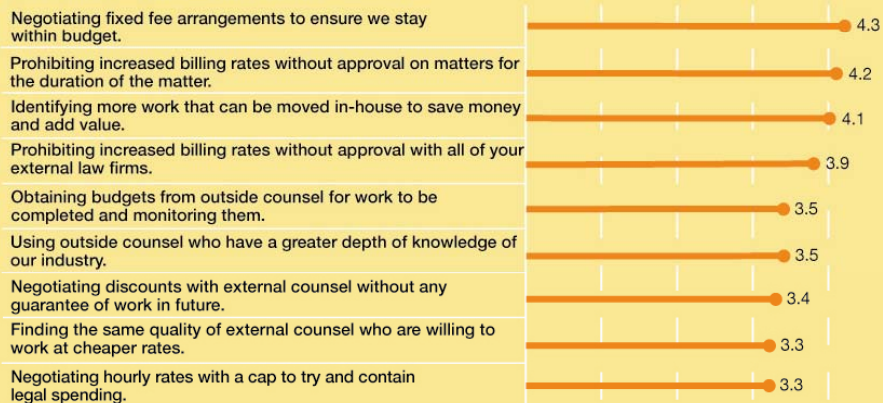 Negotiating fixed fee arrangements to ensure we stay
within budget.
4.3
Prohibiting increased billing rates without approval on matters for
the duration of the matter.
4.2
Identifying more work that can be moved in-house to save money
and add value.
4.1
Prohibiting increased billing rates without approval with all of your
external law firms.
3.9
Obtaining budgets from outside counsel for work to be
completed and monitoring them.
3.5
Using outside counsel who have a greater depth of knowledge of
our industry.
3.5
Negotiating discounts with external counsel without any
guarantee of work in future.
3.4
Finding the same quality of external counsel who are willing to
work at cheaper rates.
3.3
Negotiating hourly rates with a cap to try and contain
legal spending.
3.3